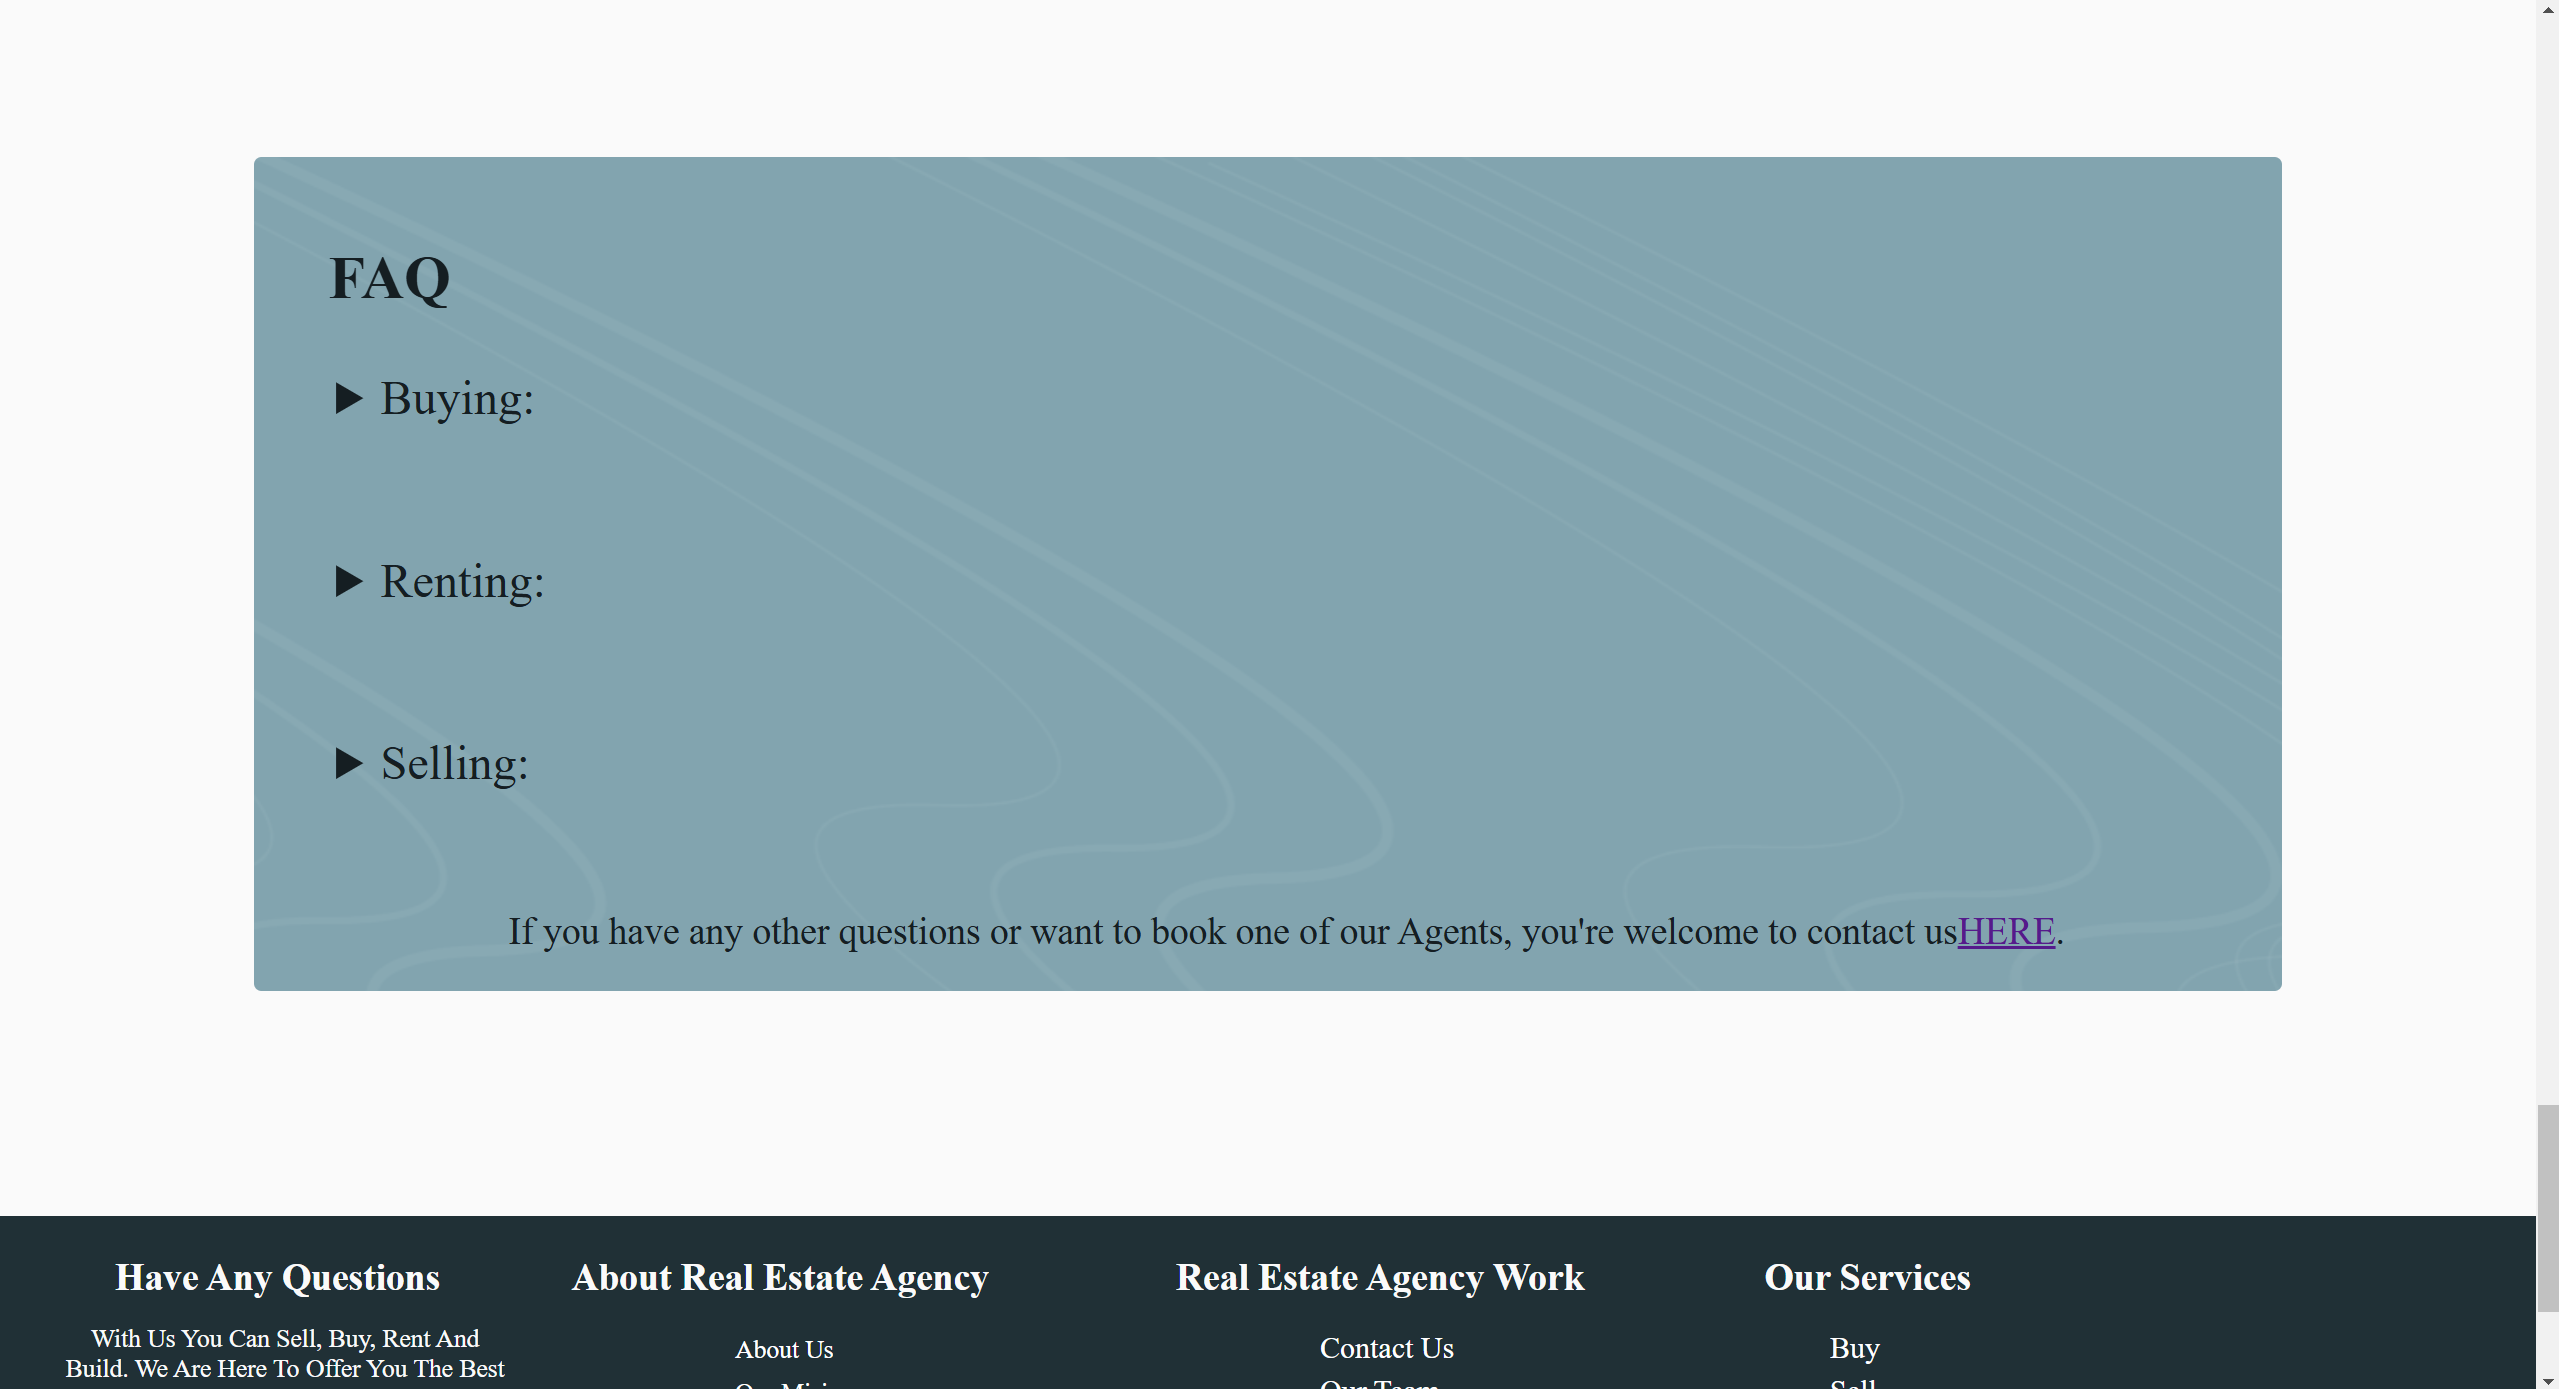 FAQ
Buying:
Renting:
Selling:
If you have any other questions or want to book one of our Agents, you're welcome to contact usHERE.
Have Any Questions
With Us You Can Sell, Buy, Rent And
Build. We Are Here To Offer You The Best
About Real Estate Agency
About Us
Real Estate Agency Work
Contact Us
Our Team
Our Services
Buy
Sell